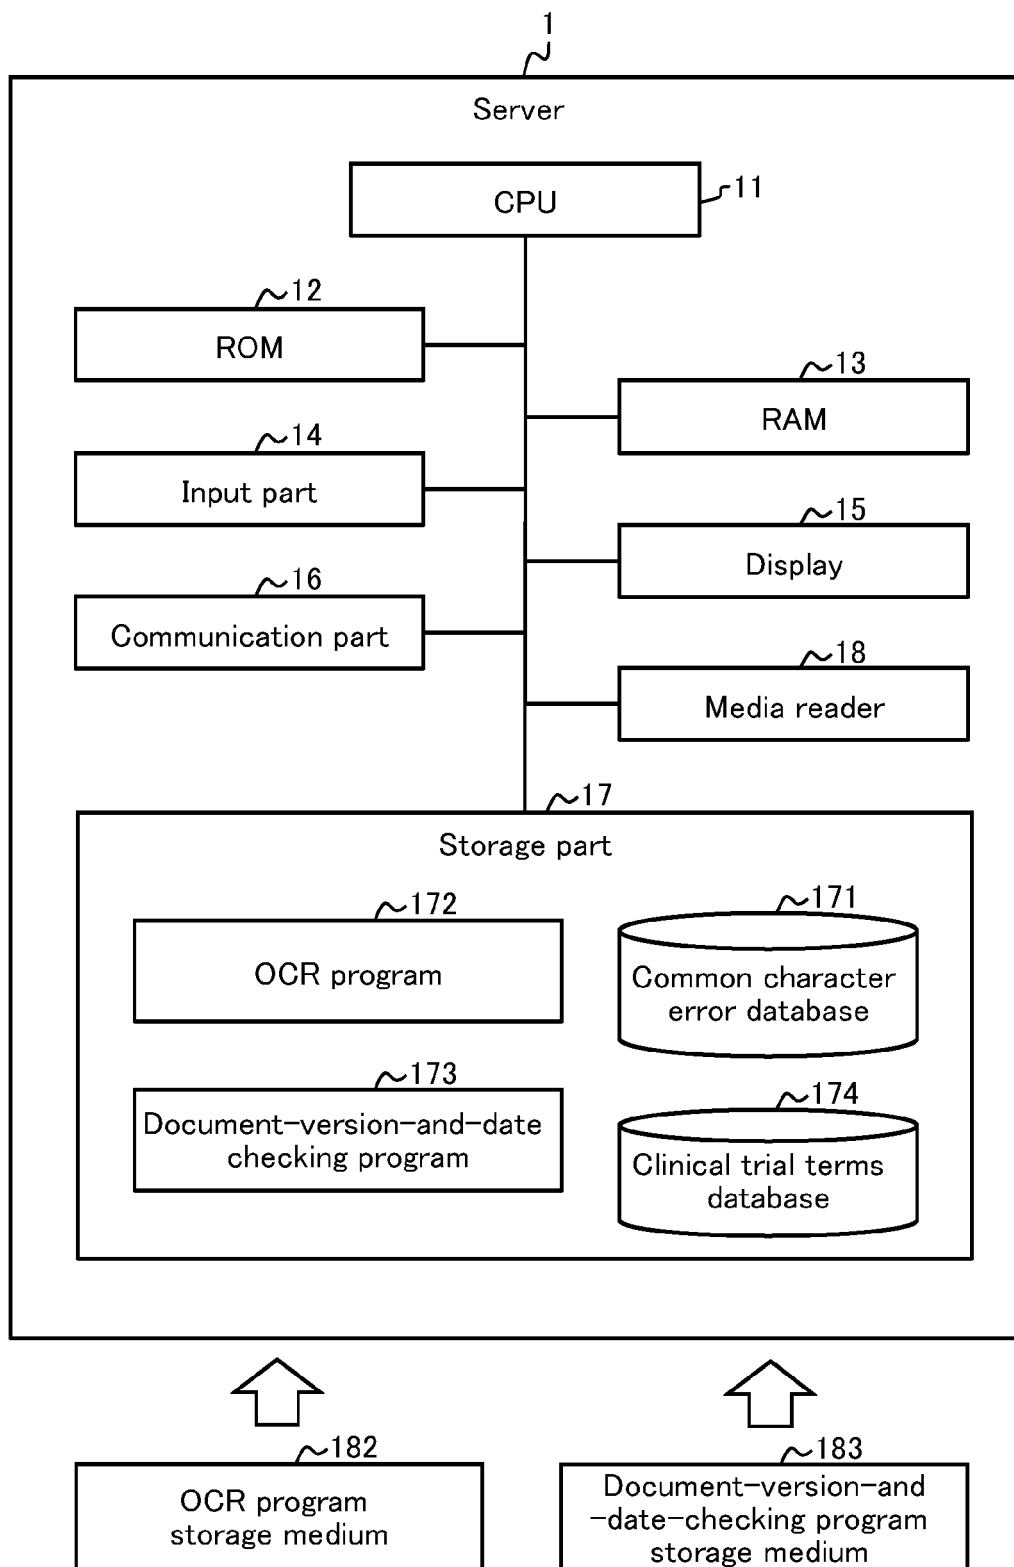 1
Server
CPU
11
12
ROM
13
RAM
14
Input part
15
Display
16
Communication part
18
Media reader
17
Storage part
172
OCR program
171
Common character
error database
173
Document-version-and-date
checking program
174
Clinical trial terms
database
182
OCR program
storage medium
183
Document-version-and
-date-checking program
storage medium